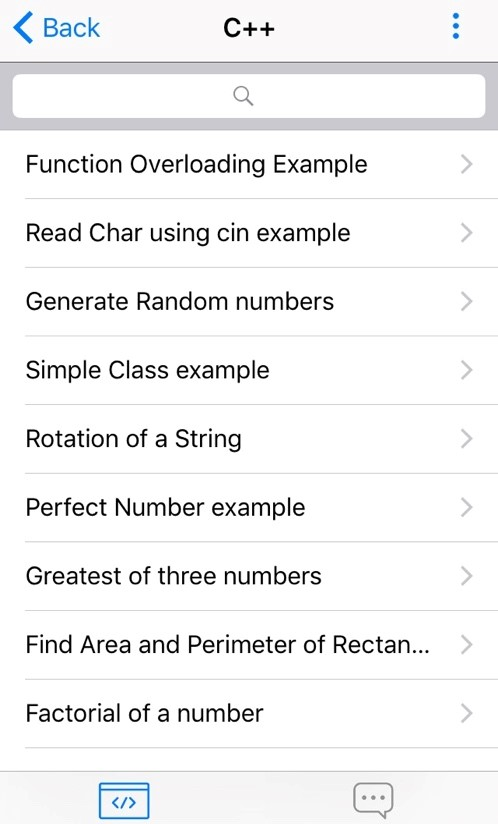 Back
C++
Function Overloading Example
Read Char using cin example
Generate Random numbers
Simple Class example
Rotation of a String
Perfect Number example
Greatest of three numbers
Find Area and Perimeter of Rectan...
Factorial of a number
</>